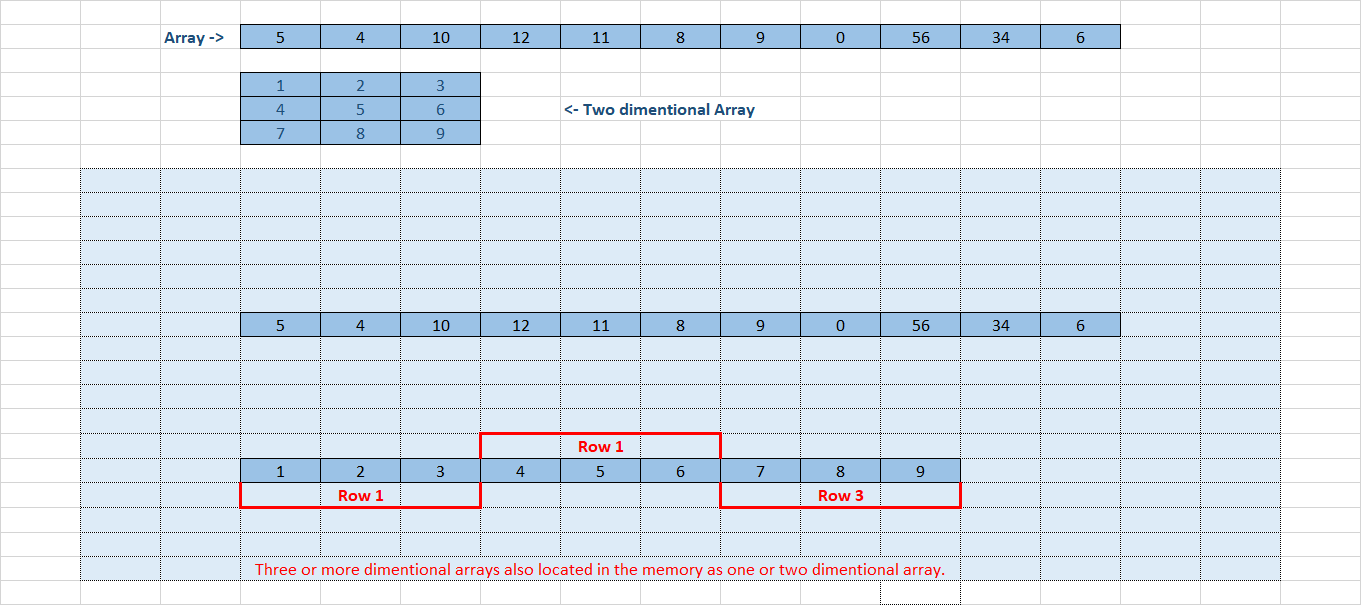 Array -> 5 4 10 12 11 8 9 0 56 34 6
1 2 3
4 5 6 <- Two dimentional Array
7 8 9
5 4 10 12 11 8 9 0 56 34 6
Row 1
1 2 3 4 5 6 7 8 9
Row 1 Row 3
Three or more dimentional arrays also located in the memory as one or two dimentional array.